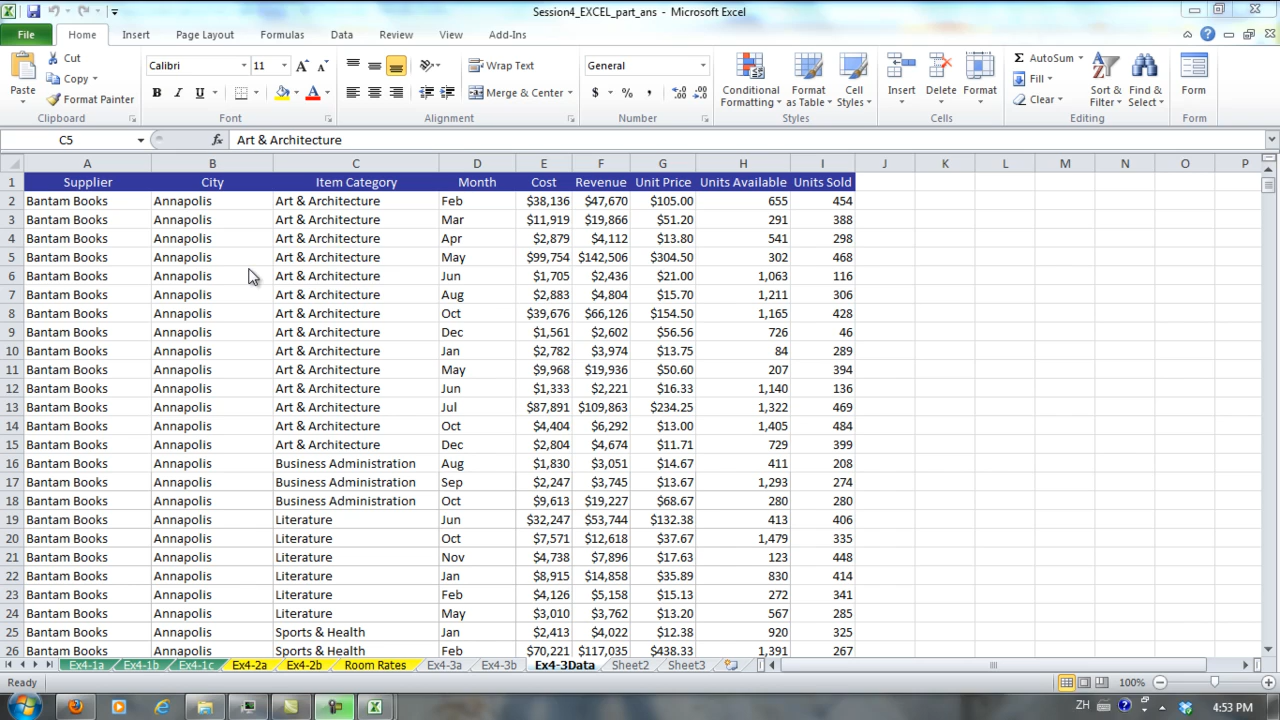 Session4_EXCEL_part_ans - Microsoft Excel
File Home Insert Page Layout Formulas Data Review View Add-Ins
Paste Cut Copy Format Painter Clipboard
Calibri 11 B I U A A A Font
Wrap Text Merge & Center Alignment
General $ % , .0 .00 .00 .0 Number
Conditional Formatting Format as Table Cell Styles Styles
Insert Delete Format Cells
Σ AutoSum Fill Clear Sort & Filter Find & Select Editing
Form Form
C5 fx Art & Architecture
A B C D E F G H I J K L M N O P
1 Supplier City Item Category Month Cost Revenue Unit Price Units Available Units Sold
2 Bantam Books Annapolis Art & Architecture Feb $38,136 $47,670 $105.00 655 454
3 Bantam Books Annapolis Art & Architecture Mar $11,919 $19,866 $51.20 291 388
4 Bantam Books Annapolis Art & Architecture Apr $2,879 $4,112 $13.80 541 298
5 Bantam Books Annapolis Art & Architecture May $99,754 $142,506 $304.50 302 468
6 Bantam Books Annapolis Art & Architecture Jun $1,705 $2,436 $21.00 1,063 116
7 Bantam Books Annapolis Art & Architecture Aug $2,883 $4,804 $15.70 1,211 306
8 Bantam Books Annapolis Art & Architecture Oct $39,676 $66,126 $154.50 1,165 428
9 Bantam Books Annapolis Art & Architecture Dec $1,561 $2,602 $56.56 726 46
10 Bantam Books Annapolis Art & Architecture Jan $2,782 $3,974 $13.75 84 289
11 Bantam Books Annapolis Art & Architecture May $9,968 $19,936 $50.60 207 394
12 Bantam Books Annapolis Art & Architecture Jun $1,333 $2,221 $16.33 1,140 136
13 Bantam Books Annapolis Art & Architecture Jul $87,891 $109,863 $234.25 1,322 469
14 Bantam Books Annapolis Art & Architecture Oct $4,404 $6,292 $13.00 1,405 484
15 Bantam Books Annapolis Art & Architecture Dec $2,804 $4,674 $11.71 729 399
16 Bantam Books Annapolis Business Administration Aug $1,830 $3,051 $14.67 411 208
17 Bantam Books Annapolis Business Administration Sep $2,247 $3,745 $13.67 1,293 274
18 Bantam Books Annapolis Business Administration Oct $9,613 $19,227 $68.67 280 280
19 Bantam Books Annapolis Literature Jun $32,247 $53,744 $132.38 413 406
20 Bantam Books Annapolis Literature Oct $7,571 $12,618 $37.67 1,479 335
21 Bantam Books Annapolis Literature Nov $4,738 $7,896 $17.63 123 448
22 Bantam Books Annapolis Literature Jan $8,915 $14,858 $35.89 830 414
23 Bantam Books Annapolis Literature Feb $4,126 $5,158 $15.13 272 341
24 Bantam Books Annapolis Literature May $3,010 $3,762 $13.20 567 285
25 Bantam Books Annapolis Sports & Health Jan $2,413 $4,022 $12.38 920 325
26 Bantam Books Annapolis Sports & Health Feb $70,221 $117,035 $438.33 1,391 267
Ex4-1a Ex4-1b Ex4-1c Ex4-2a Ex4-2b Room Rates Ex4-3a Ex4-3b Ex4-3Data Sheet2 Sheet3
Ready 100%
ZH 4:53 PM